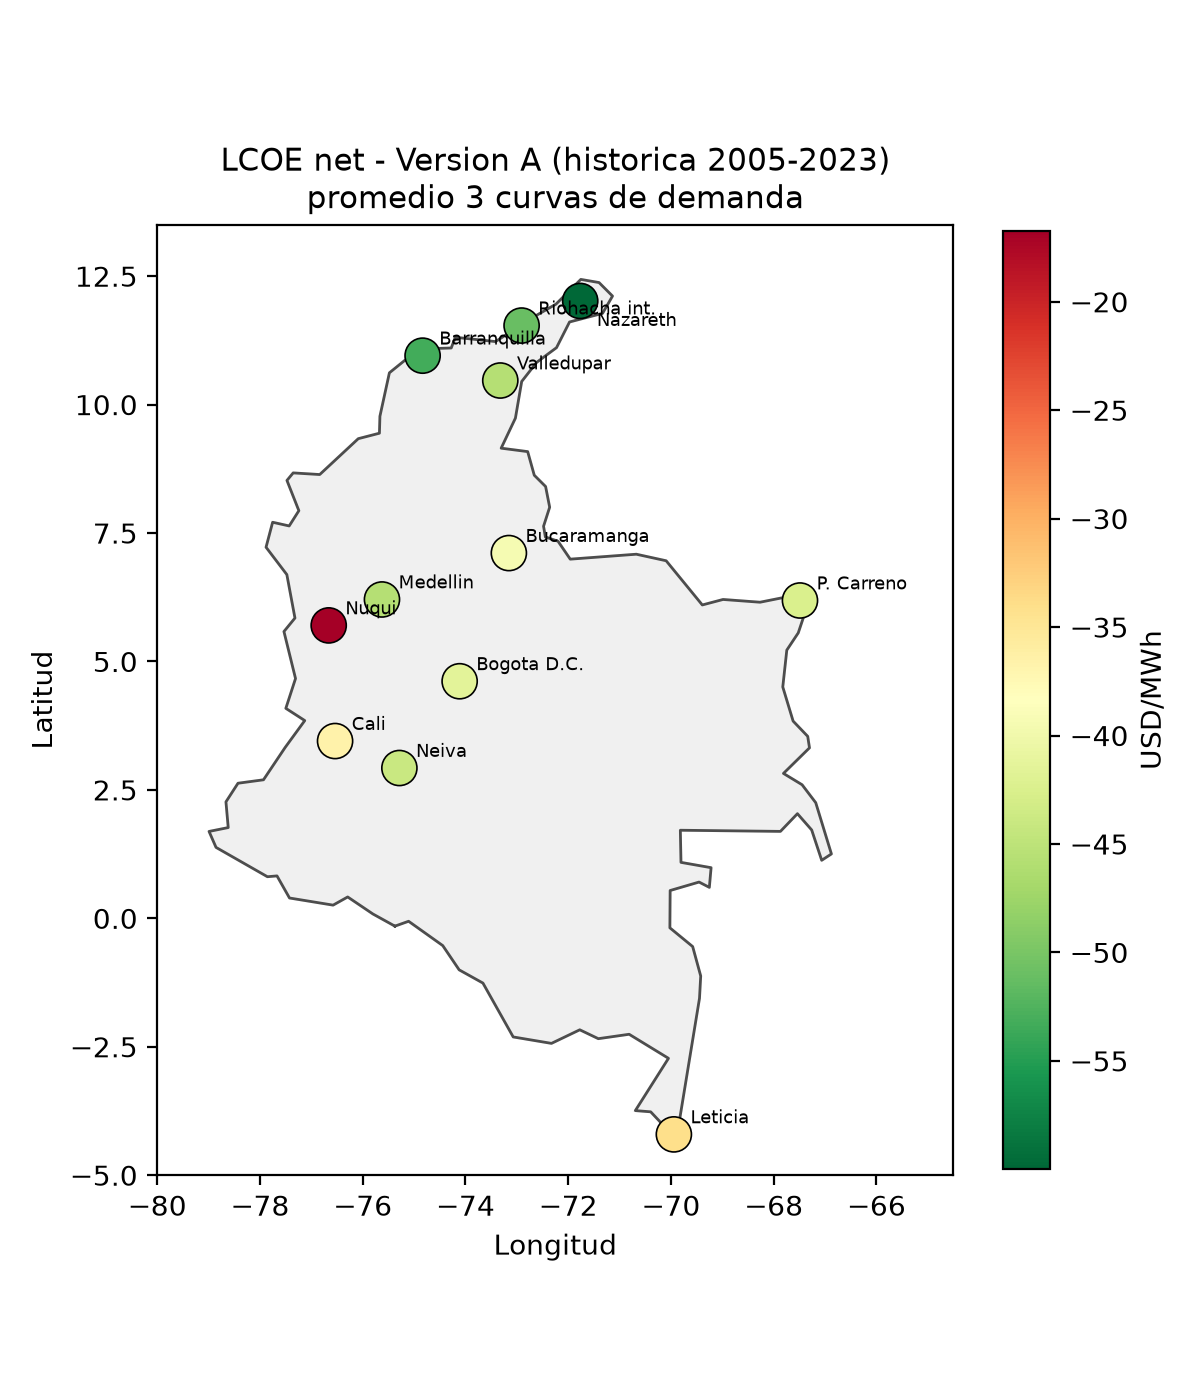 LCOE net - Version A (historica 2005-2023)
promedio 3 curvas de demanda
12.5
10.0
7.5
5.0
2.5
0.0
−2.5
−5.0
Latitud
−80
−78
−76
−74
−72
−70
−68
−66
Longitud
Riohacha int.
Nazareth
Barranquilla
Valledupar
Bucaramanga
Medellin
P. Carreno
Nuqui
Bogota D.C.
Cali
Neiva
Leticia
−20
−25
−30
−35
−40
−45
−50
−55
USD/MWh